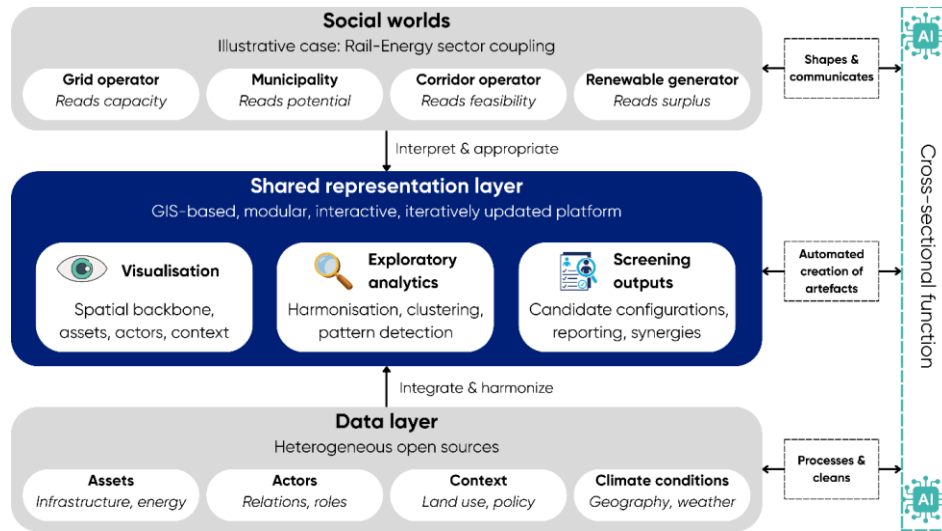 Social worlds
Illustrative case: Rail-Energy sector coupling
Grid operator
Reads capacity
Municipality
Reads potential
Corridor operator
Reads feasibility
Renewable generator
Reads surplus
Shapes &
communicates
AI
Interpret & appropriate
Shared representation layer
GIS-based, modular, interactive, iteratively updated platform
Visualisation
Spatial backbone,
assets, actors, context
Exploratory
analytics
Harmonisation, clustering,
pattern detection
Screening
outputs
Candidate configurations,
reporting, synergies
Automated
creation of
artefacts
Cross-sectional function
Integrate & harmonize
Data layer
Heterogeneous open sources
Assets
Infrastructure, energy
Actors
Relations, roles
Context
Land use, policy
Climate conditions
Geography, weather
Processes &
cleans
AI